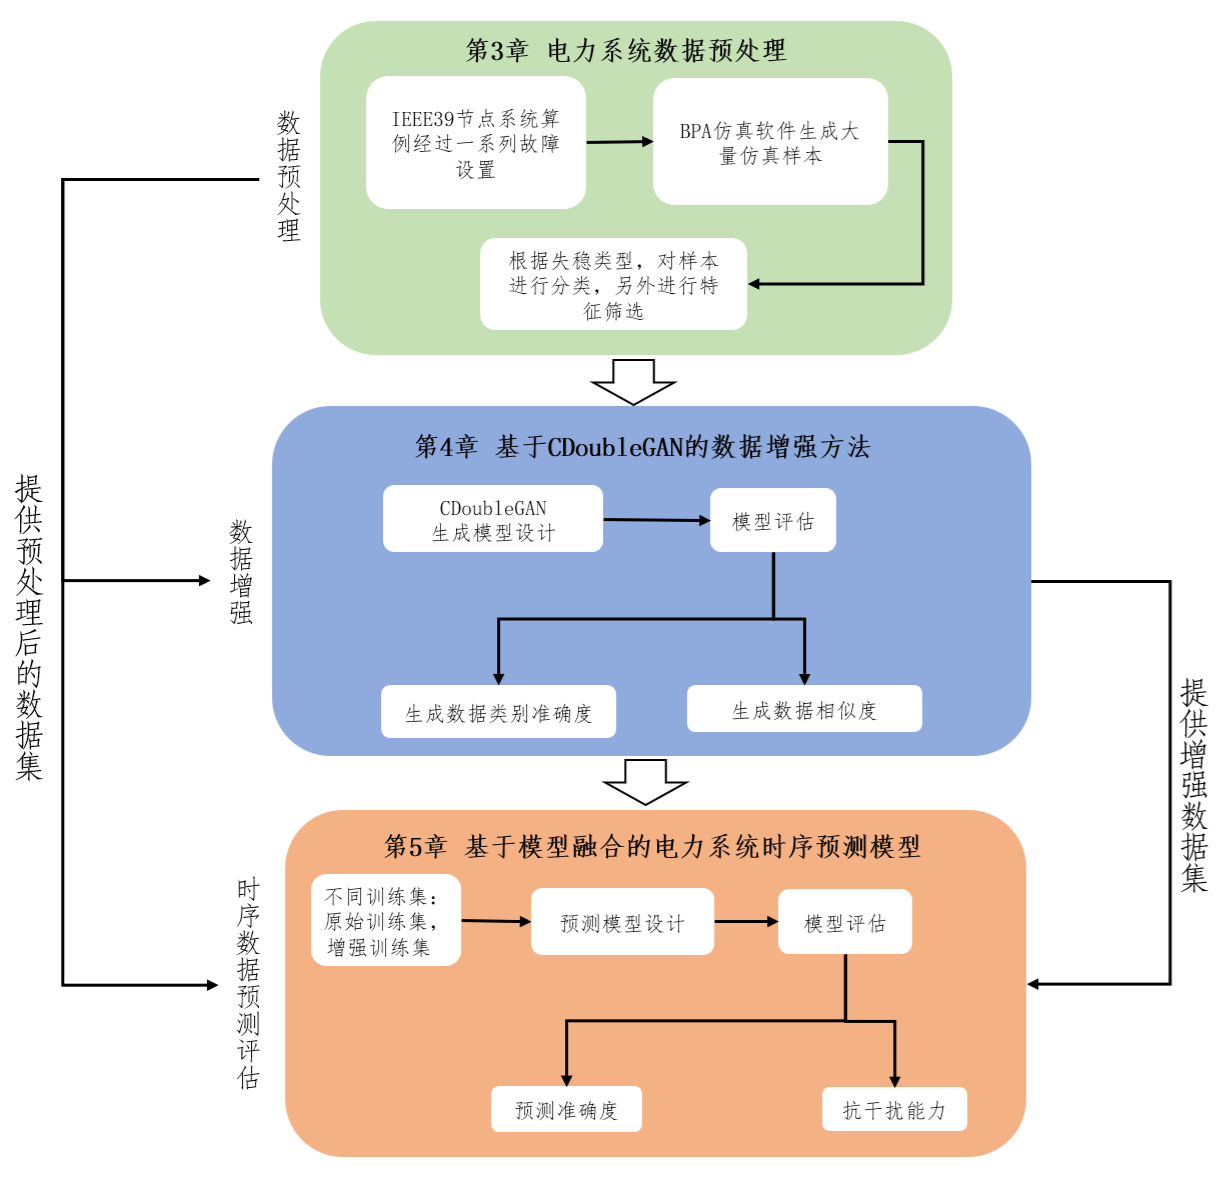 第3章 电力系统数据预处理
IEEE39节点系统算
例经过一系列故障
设置
BPA仿真软件生成大
量仿真样本
根据失稳类型，对样本
进行分类，另外进行特
征筛选
数据预处理
提供预处理后的数据集
第4章 基于CDoubleGAN的数据增强方法
CDoubleGAN
生成模型设计
模型评估
生成数据类别准确度
生成数据相似度
数据增强
提供增强数据集
第5章 基于模型融合的电力系统时序预测模型
不同训练集：
原始训练集，
增强训练集
预测模型设计
模型评估
预测准确度
抗干扰能力
时序数据预测评估